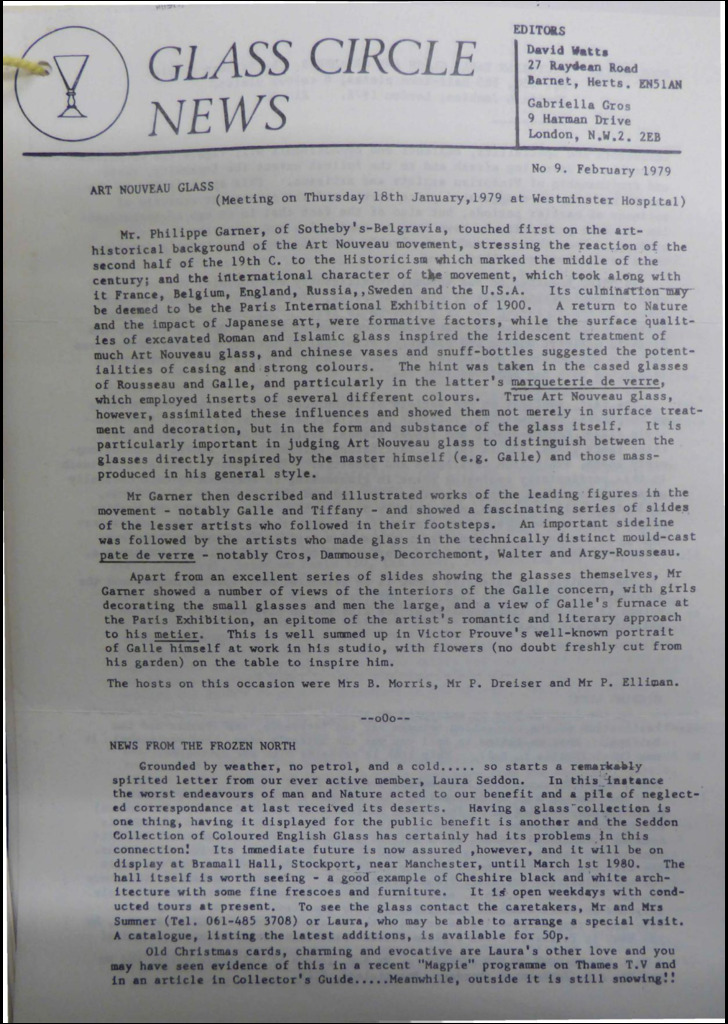 GLASS CIRCLE
NEWS
EDITORS
David Watts
27 Raydean Road
Barnet, Herts. EN51AN
Gabriella Gros
9 Harman Drive
London, N.W.2. 2EB
No 9. February 1979
ART NOUVEAU GLASS
(Meeting on Thursday 18th January,1979 at Westminster Hospital)
Mr. Philippe Garner, of Sotheby's-Belgravia, touched first on the art-
historical background of the Art Nouveau movement, stressing the reaction of the
second half of the 19th C. to the Historicism which marked the middle of the
century; and the international character of the movement, which took along with
it France, Belgium, England, Russia,,Sweden and the U.S.A. Its culmination may
be deemed to be the Paris International Exhibition of 1900. A return to Nature
and the impact of Japanese art, were formative factors, while the surface qualit-
ies of excavated Roman and Islamic glass inspired the iridescent treatment of
much Art Nouveau glass, and chinese vases and snuff-bottles suggested the potent-
ialities of casing and strong colours. The hint was taken in the cased glasses
of Rousseau and Galle, and particularly in the latter's marqueterie de verre,
which employed inserts of several different colours. True Art Nouveau glass,
however, assimilated these influences and showed them not merely in surface treat-
ment and decoration, but in the form and substance of the glass itself. It is
particularly important in judging Art Nouveau glass to distinguish between the
glasses directly inspired by the master himself (e.g. Galle) and those mass-
produced in his general style.
Mr Garner then described and illustrated works of the leading figures in the
movement - notably Galle and Tiffany - and showed a fascinating series of slides
of the lesser artists who followed in their footsteps. An important sideline
was followed by the artists who made glass in the technically distinct mould-cast
pate de verre - notably Cros, Dammouse, Decorchemont, Walter and Argy-Rousseau.
Apart from an excellent series of slides showing the glasses themselves, Mr
Garner showed a number of views of the interiors of the Galle concern, with girls
decorating the small glasses and men the large, and a view of Galle's furnace at
the Paris Exhibition, an epitome of the artist's romantic and literary approach
to his metier. This is well summed up in Victor Prouve's well-known portrait
of Galle himself at work in his studio, with flowers (no doubt freshly cut from
his garden) on the table to inspire him.
The hosts on this occasion were Mrs B. Morris, Mr P. Dreiser and Mr P. Elliman.
--oOo--
NEWS FROM THE FROZEN NORTH
Grounded by weather, no petrol, and a cold..... so starts a remarkably
spirited letter from our ever active member, Laura Seddon. In this instance
the worst endeavours of man and Nature acted to our benefit and a pile of neglect-
ed correspondance at last received its deserts. Having a glass collection is
one thing, having it displayed for the public benefit is another and the Seddon
Collection of Coloured English Glass has certainly had its problems in this
connection! Its immediate future is now assured ,however, and it will be on
display at Bramall Hall, Stockport, near Manchester, until March 1st 1980. The
hall itself is worth seeing - a good example of Cheshire black and white arch-
itecture with some fine frescoes and furniture. It is open weekdays with cond-
ucted tours at present. To see the glass contact the caretakers, Mr and Mrs
Sumner (Tel. 061-485 3708) or Laura, who may be able to arrange a special visit.
A catalogue, listing the latest additions, is available for 50p.
Old Christmas cards, charming and evocative are Laura's other love and you
may have seen evidence of this in a recent "Magpie" programme on Thames T.V and
in an article in Collector's Guide.....Meanwhile, outside it is still snowing!!